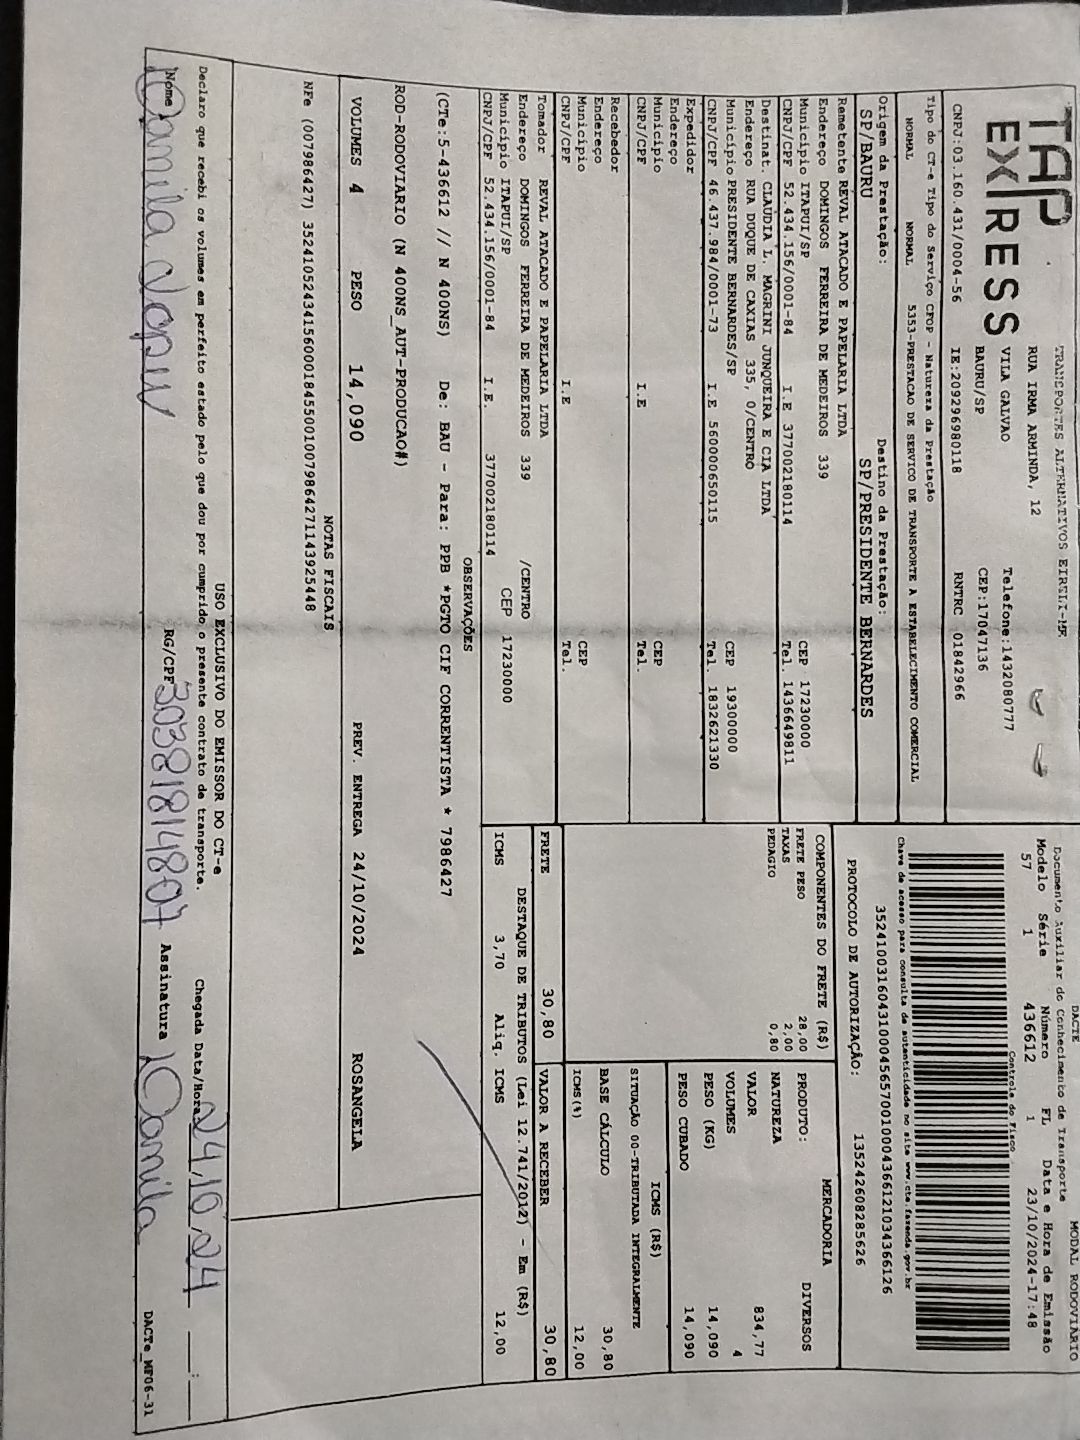 DACTE
MODAL RODOVIÁRIO
TAP EXPRESS
TRANSPORTES ALTERNATIVOS EIRELI-ME
RUA IRMA ARMINDA, 12
VILA GALVAO
BAURU/SP
Telefone:1432080777
CEP:17047136
CNPJ:03.160.431/0004-56
IE:209296980118
RNTRC 01842966
Documento Auxiliar do Conhecimento de Transporte
Modelo Série Número FL Data e Hora de Emissão
57 1 436612 1 23/10/2024-17:48
Controle do Fisco
Chave de acesso para consulta de autenticidade no site www.cte.fazenda.gov.br
PROTOCOLO DE AUTORIZAÇÃO: 135242608285626
Tipo do CT-e Tipo do Serviço CFOP - Natureza da Prestação
NORMAL NORMAL 5353-PRESTACAO DE SERVICO DE TRANSPORTE A ESTABELECIMENTO COMERCIAL
Origem da Prestação: Destino da Prestação:
SP/BAURU SP/PRESIDENTE BERNARDES
Remetente REVAL ATACADO E PAPELARIA LTDA
Endereço DOMINGOS FERREIRA DE MEDEIROS 339
Município ITAPUI/SP CEP 17230000
CNPJ/CPF 52.434.156/0001-84 I.E 377002180114 Tel. 1436649811
Destinat. CLAUDIA L. MAGRINI JUNQUEIRA E CIA LTDA
Endereço RUA DUQUE DE CAXIAS 335, 0/CENTRO
Município PRESIDENTE BERNARDES/SP CEP 19300000
CNPJ/CPF 46.437.984/0001-73 I.E 560000650115 Tel. 1832621330
Expedidor
Endereço
Município CEP
CNPJ/CPF I.E Tel.
Recebedor
Endereço
Município CEP
CNPJ/CPF I.E Tel.
Tomador REVAL ATACADO E PAPELARIA LTDA
Endereço DOMINGOS FERREIRA DE MEDEIROS 339 /CENTRO
Município ITAPUI/SP CEP 17230000
CNPJ/CPF 52.434.156/0001-84 I.E. 377002180114
COMPONENTES DO FRETE (R$)
FRETE PESO 28,00
TAXAS 2,00
PEDAGIO 0,80
PRODUTO: MERCADORIA
NATUREZA DIVERSOS
VALOR 834,77
VOLUMES 4
PESO (KG) 14,090
PESO CUBADO 14,090
ICMS (R$)
SITUAÇÃO 00-TRIBUTADA INTEGRALMENTE
BASE CÁLCULO 30,80
ICMS(%) 12,00
FRETE 30,80 VALOR A RECEBER 30,80
DESTAQUE DE TRIBUTOS (Lei 12.741/2012) - Em (R$)
ICMS 3,70 Aliq. ICMS 12,00
OBSERVAÇÕES
(CTe:5-436612 // N 400NS) De: BAU - Para: PPB *PGTO CIF CORRENTISTA * 7986427
ROD-RODOVIARIO (N 400NS_AUT-PRODUCAO#)
VOLUMES 4 PESO 14,090 PREV. ENTREGA 24/10/2024 ROSANGELA
NOTAS FISCAIS
USO EXCLUSIVO DO EMISSOR DO CT-e
Declaro que recebi os volumes em perfeito estado pelo que dou por cumprido o presente contrato de transporte.
Chegada Data/Hora 24,10,24 :
Nome Camila
RG/CPF 30381814807
Assinatura Camila
DACTe_MF06-31